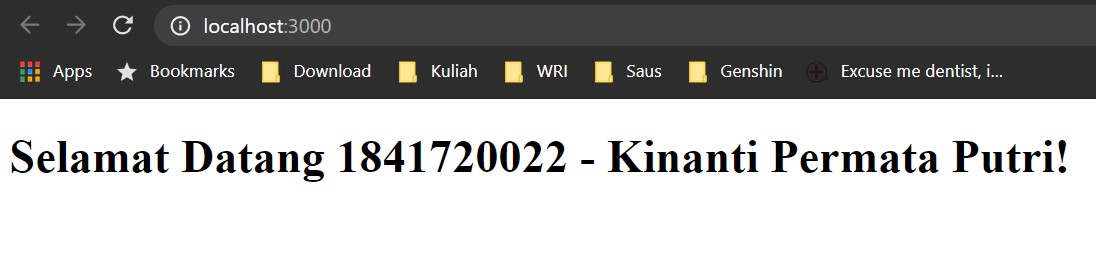 localhost:3000
Apps Bookmarks Download Kuliah WRI Saus Genshin Excuse me dentist, i...
Selamat Datang 1841720022 - Kinanti Permata Putri!